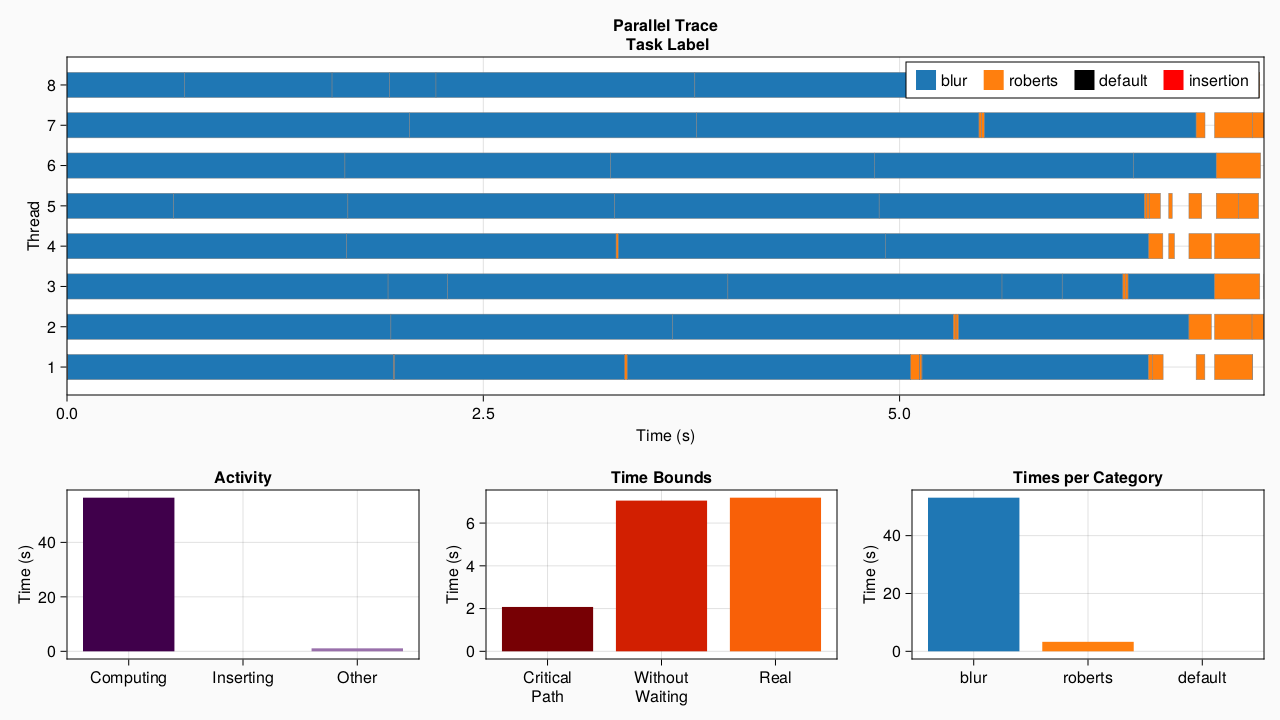 Parallel Trace
Task Label
blur roberts default insertion
Thread
8
7
6
5
4
3
2
1
0.0 2.5 5.0
Time (s)
Activity
Time (s)
40
20
0
Computing Inserting Other
Time Bounds
Time (s)
6
4
2
0
Critical Path Without Waiting Real
Times per Category
Time (s)
40
20
0
blur roberts default